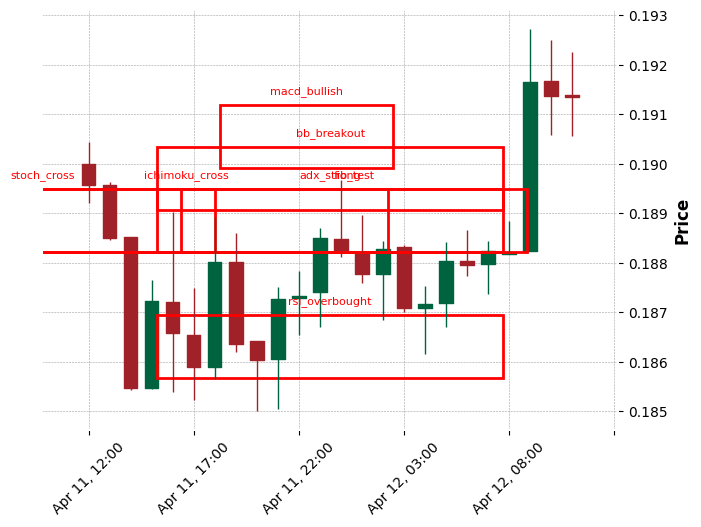 0.193
0.192
macd_bullish
0.191
bb_breakout
0.190
stoch_cross
ichimoku_cross
fib_test
0.189
0.188
rsi_overbought
0.187
0.186
0.185
Price
Apr 11, 12:00
Apr 11, 17:00
Apr 11, 22:00
Apr 12, 03:00
Apr 12, 08:00